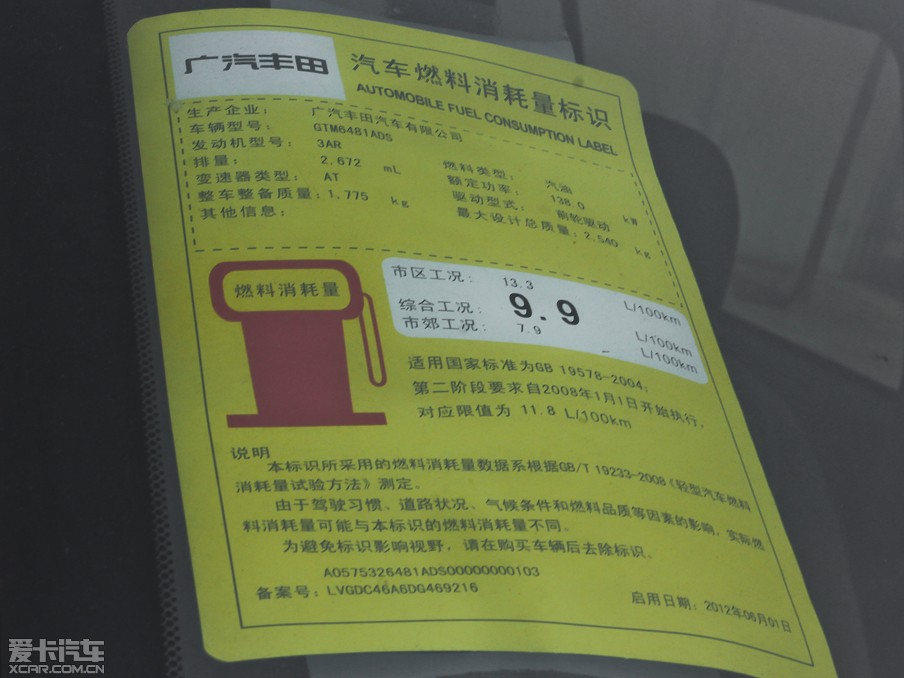 广汽丰田
汽车燃料消耗量标识
AUTOMOBILE FUEL CONSUMPTION LABEL
生产企业: 广汽丰田汽车有限公司
车辆型号: GTM6481ADS
发动机型号: 3AR 燃料类型: 汽油
排量: 2,672 mL 额定功率: 138.0 kW
变速器类型: AT 驱动型式: 前轮驱动
整车整备质量: 1,775 kg 最大设计总质量: 2,540 kg
其他信息:
燃料消耗量
市区工况: 13.3 L/100km
综合工况: 9.9 L/100km
市郊工况: 7.9 L/100km
适用国家标准为GB 19578-2004;
第二阶段要求自2008年1月1日开始执行,
对应限值为 11.8 L/100km
说明
本标识所采用的燃料消耗量数据系根据GB/T 19233-2008《轻型汽车燃料
消耗量试验方法》测定。
由于驾驶习惯、道路状况、气候条件和燃料品质等因素的影响,实际燃
料消耗量可能与本标识的燃料消耗量不同。
为避免标识影响视野,请在购买车辆后去除标识。
A0575326481ADS00000000103
备案号: LVGDC46A6DG469216
启用日期: 2012年06月01日
爱卡汽车
XCAR.COM.CN